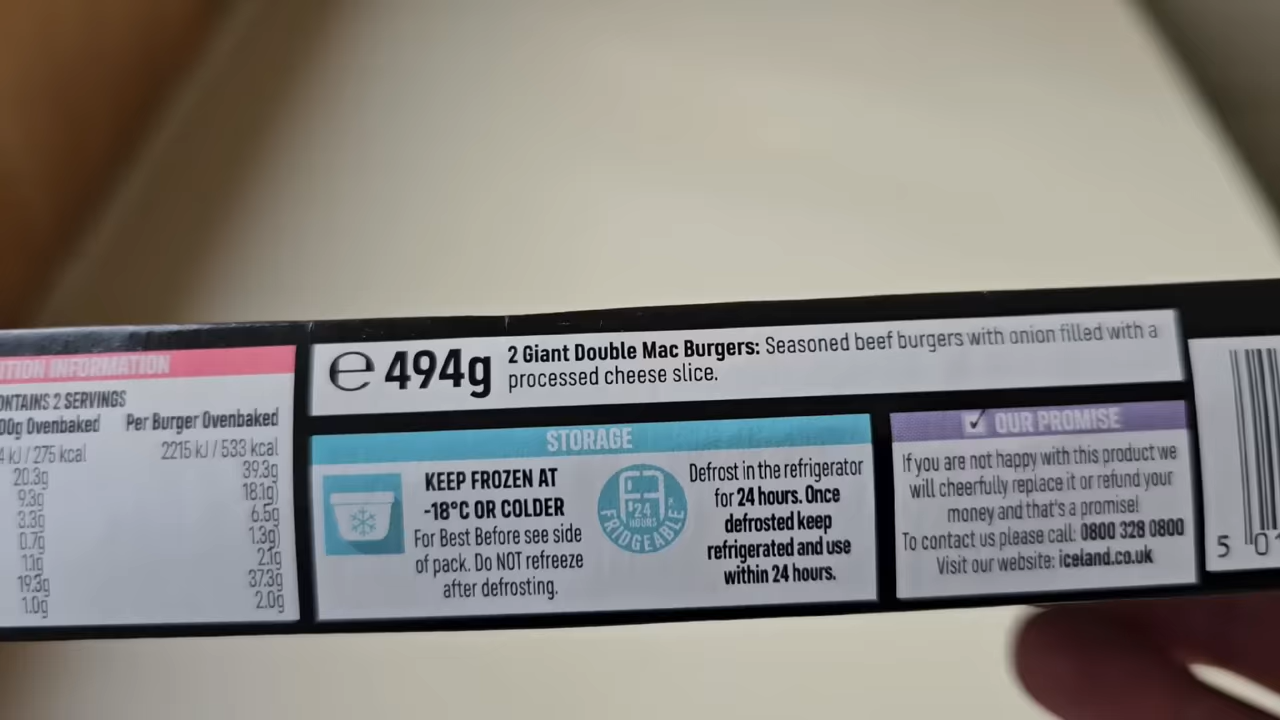 ITION INFORMATION
ONTAINS 2 SERVINGS
00g Ovenbaked Per Burger Ovenbaked
4 kJ / 275 kcal 2215 kJ / 533 kcal
20.3g 39.3g
9.3g 18.1g)
3.3g 6.5g
0.7g 1.3g)
1.1g 2.1g
19.3g 37.3g
1.0g 2.0g
e 494g
2 Giant Double Mac Burgers: Seasoned beef burgers with onion filled with a
processed cheese slice.
STORAGE
KEEP FROZEN AT
-18°C OR COLDER
For Best Before see side
of pack. Do NOT refreeze
after defrosting.
24
HOURS
FRIDGEABLE
Defrost in the refrigerator
for 24 hours. Once
defrosted keep
refrigerated and use
within 24 hours.
OUR PROMISE
If you are not happy with this product we
will cheerfully replace it or refund your
money and that's a promise!
To contact us please call: 0800 328 0800
Visit our website: iceland.co.uk
5 0